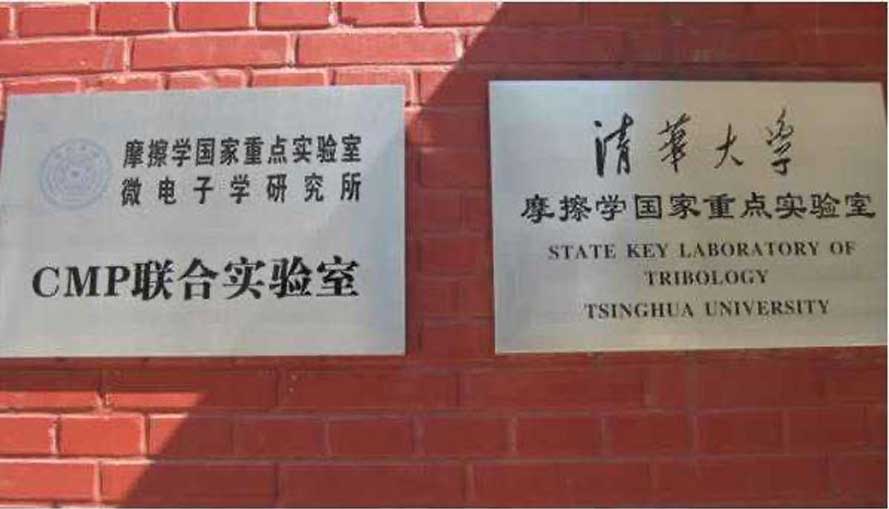 摩擦学国家重点实验室
微电子学研究所
CMP联合实验室
清华大学
摩擦学国家重点实验室
STATE KEY LABORATORY OF
TRIBOLOGY
TSINGHUA UNIVERSITY